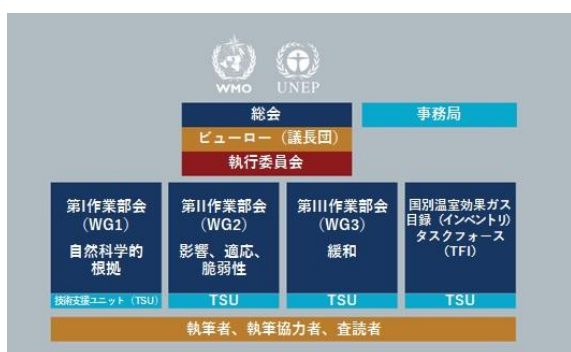 WMO
UNEP
総会
事務局
ビューロー（議長団）
執行委員会
第I作業部会
(WG1)
自然科学的
根拠
技術支援ユニット（TSU）
第II作業部会
(WG2)
影響、適応、
脆弱性
TSU
第III作業部会
(WG3)
緩和
TSU
国別温室効果ガス
目録（インベントリ）
タスクフォース
(TFI)
TSU
執筆者、執筆協力者、査読者